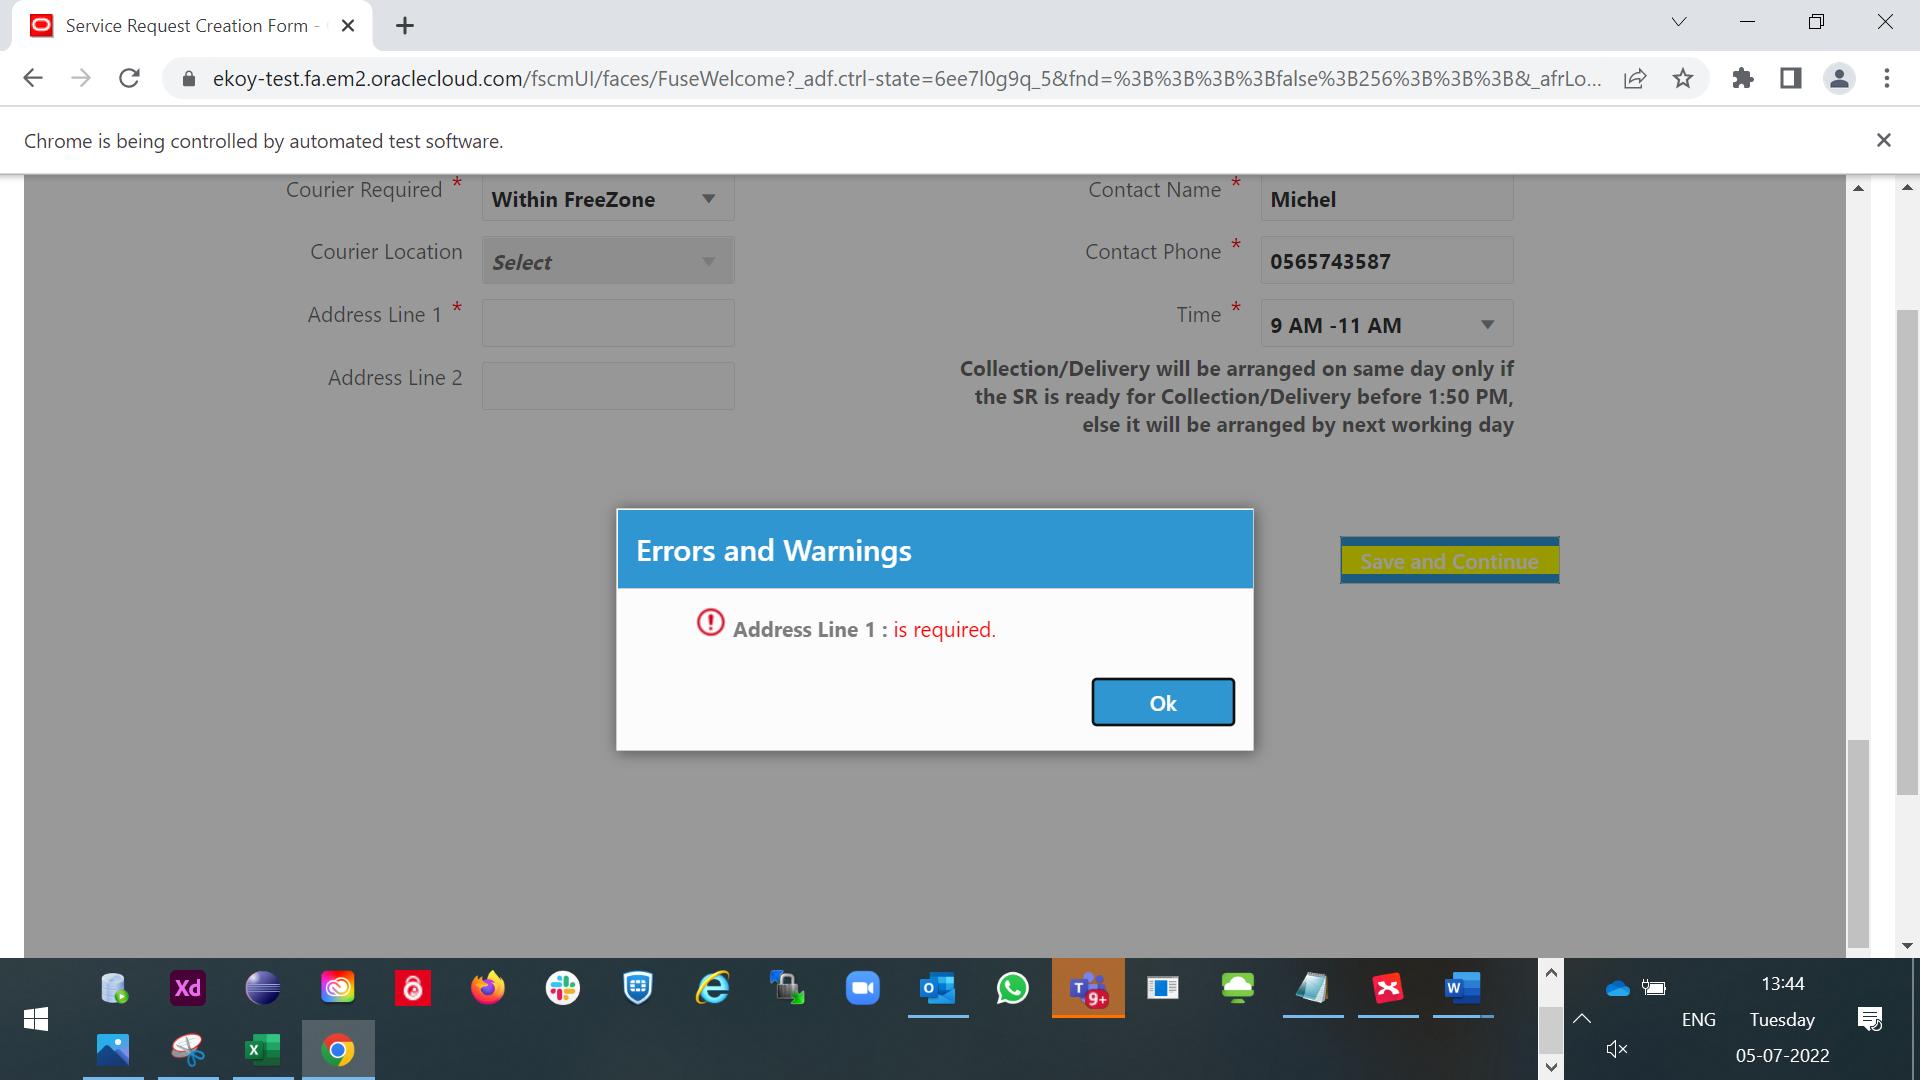 Service Request Creation Form -
ekoy-test.fa.em2.oraclecloud.com/fscmUI/faces/FuseWelcome?_adf.ctrl-state=6ee7l0g9q_5&fnd=%3B%3B%3B%3Bfalse%3B256%3B%3B%3B&_afrLo...
Chrome is being controlled by automated test software.
Courier Required * Within FreeZone
Contact Name * Michel
Courier Location Select
Contact Phone * 0565743587
Address Line 1 *
Time * 9 AM -11 AM
Address Line 2
Collection/Delivery will be arranged on same day only if
the SR is ready for Collection/Delivery before 1:50 PM,
else it will be arranged by next working day
Save and Continue
Errors and Warnings
Address Line 1 : is required.
Ok
Xd
T 9+
O
W
X
13:44
ENG Tuesday
05-07-2022